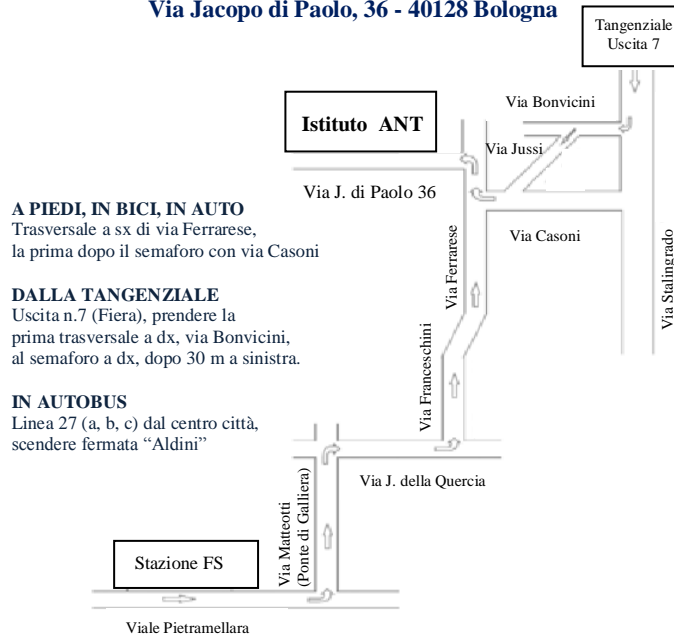 Via Jacopo di Paolo, 36 - 40128 Bologna
Tangenziale
Uscita 7
Via Bonvicini
Istituto ANT
Via Jussi
Via J. di Paolo 36
A PIEDI, IN BICI, IN AUTO
Trasversale a sx di via Ferrarese,
la prima dopo il semaforo con via Casoni
Via Casoni
Via Ferrarese
Via Stalingrado
DALLA TANGENZIALE
Uscita n.7 (Fiera), prendere la
prima trasversale a dx, via Bonvicini,
al semaforo a dx, dopo 30 m a sinistra.
Via Franceschini
IN AUTOBUS
Linea 27 (a, b, c) dal centro città,
scendere fermata “Aldini”
Via J. della Quercia
Via Matteotti
(Ponte di Galliera)
Stazione FS
Viale Pietramellara